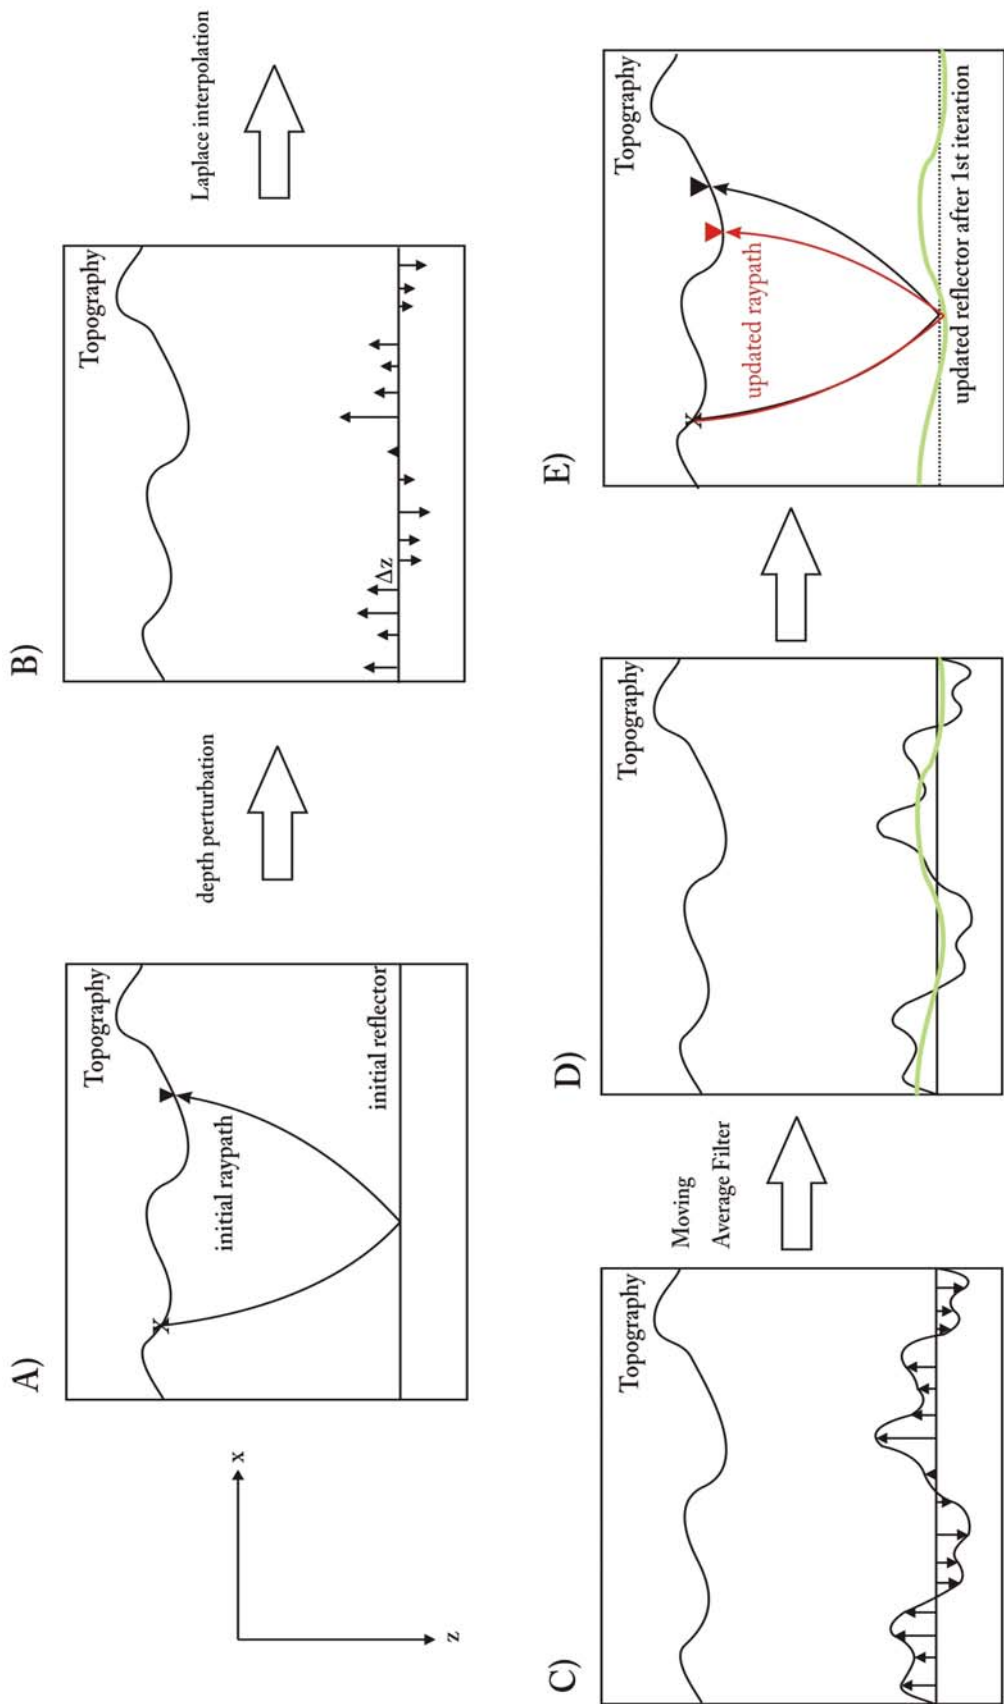 A)
Topography
initial raypath
initial reflector
x
z
depth perturbation
B)
Topography
Δz
Laplace interpolation
C)
Topography
Moving
Average Filter
D)
Topography
E)
Topography
updated raypath
updated reflector after 1st iteration